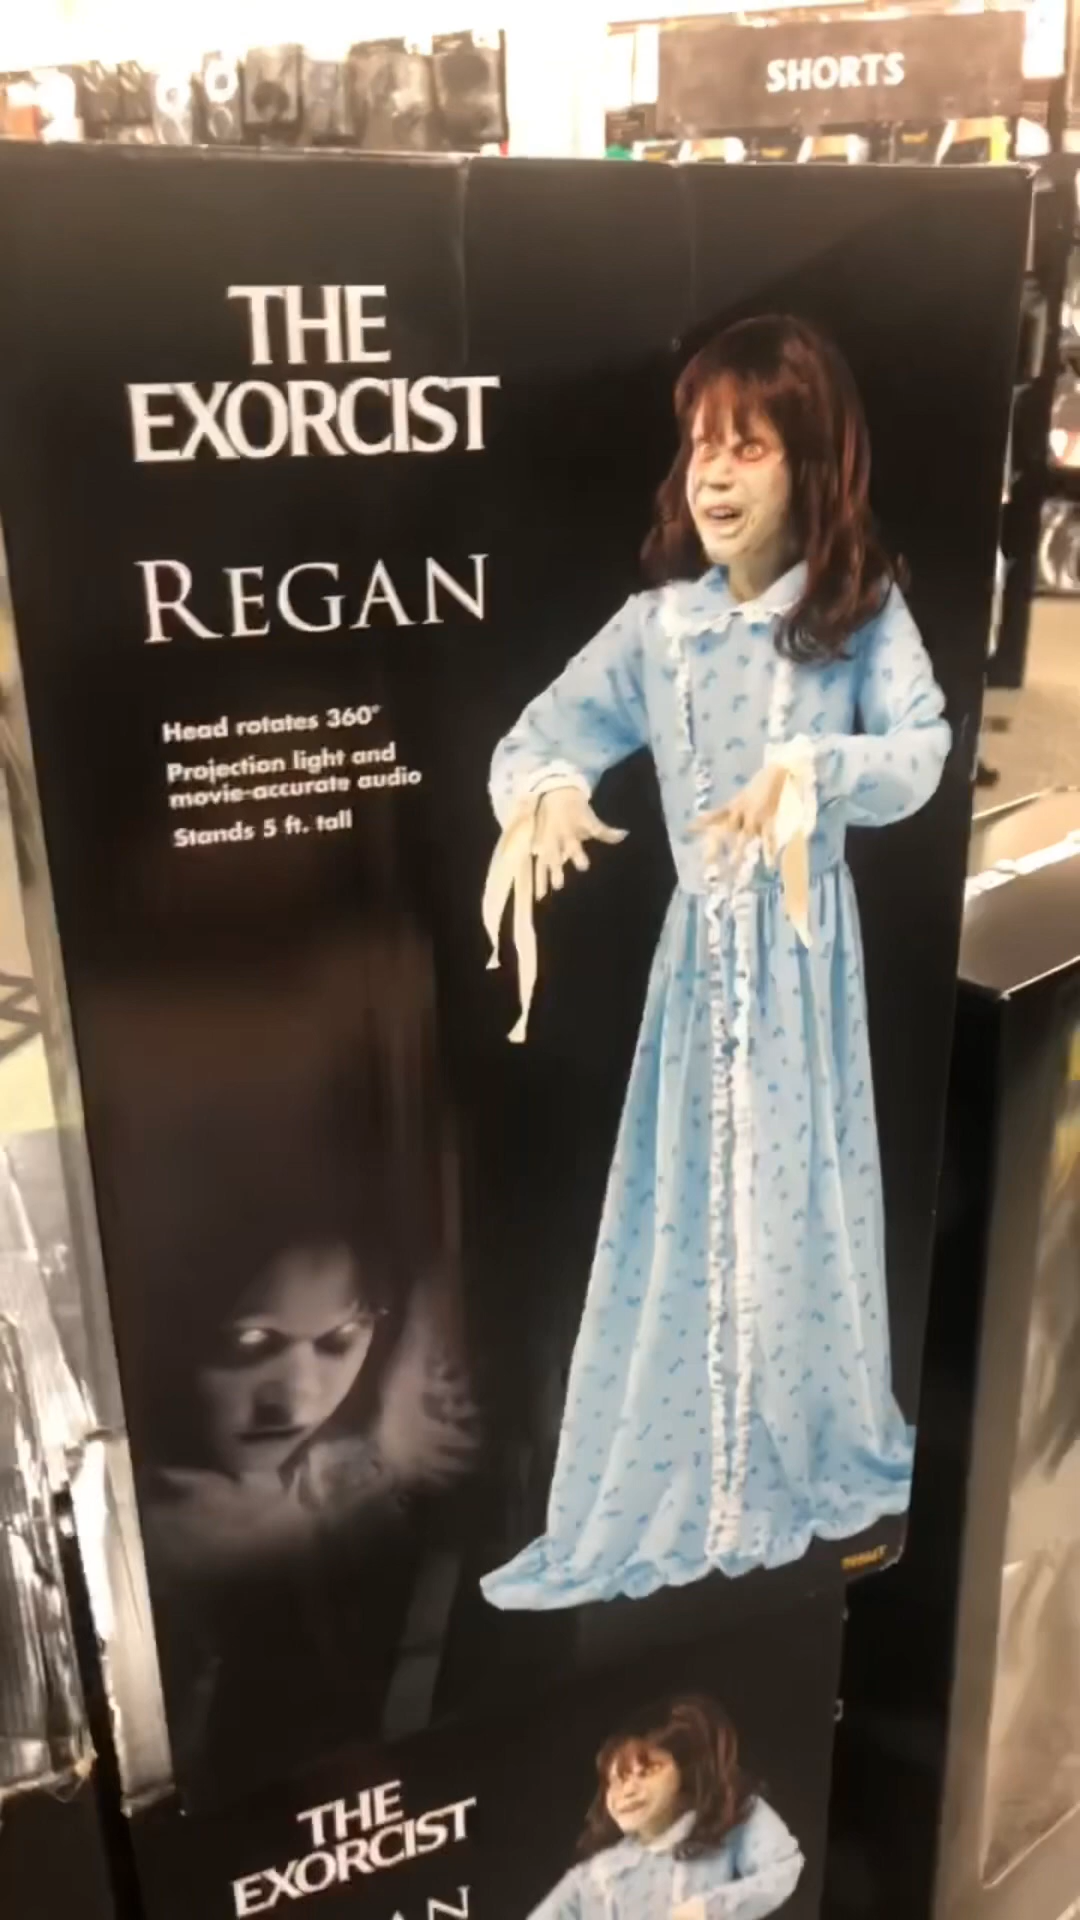 SHORTS
THE
EXORCIST
REGAN
Head rotates 360°
Projection light and
movie-accurate audio
Stands 5 ft. tall
THE
EXORCIST
AN